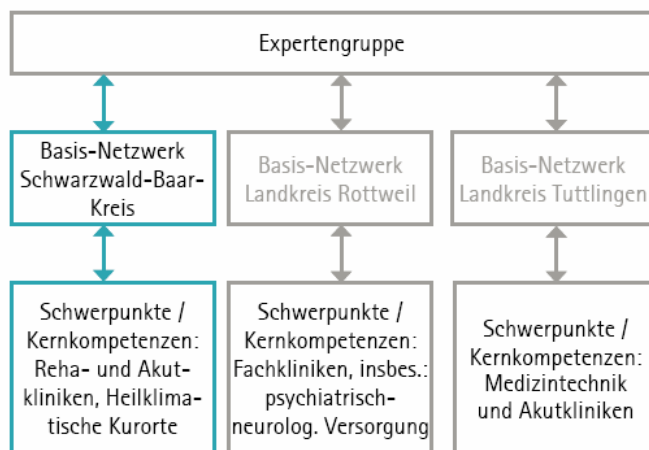 Expertengruppe
Basis-Netzwerk
Schwarzwald-Baar-
Kreis
Basis-Netzwerk
Landkreis Rottweil
Basis-Netzwerk
Landkreis Tuttlingen
Schwerpunkte /
Kernkompetenzen:
Reha- und Akut-
kliniken, Heilklima-
tische Kurorte
Schwerpunkte /
Kernkompetenzen:
Fachkliniken, insbes.:
psychiatrisch-
neurolog. Versorgung
Schwerpunkte /
Kernkompetenzen:
Medizintechnik
und Akutkliniken